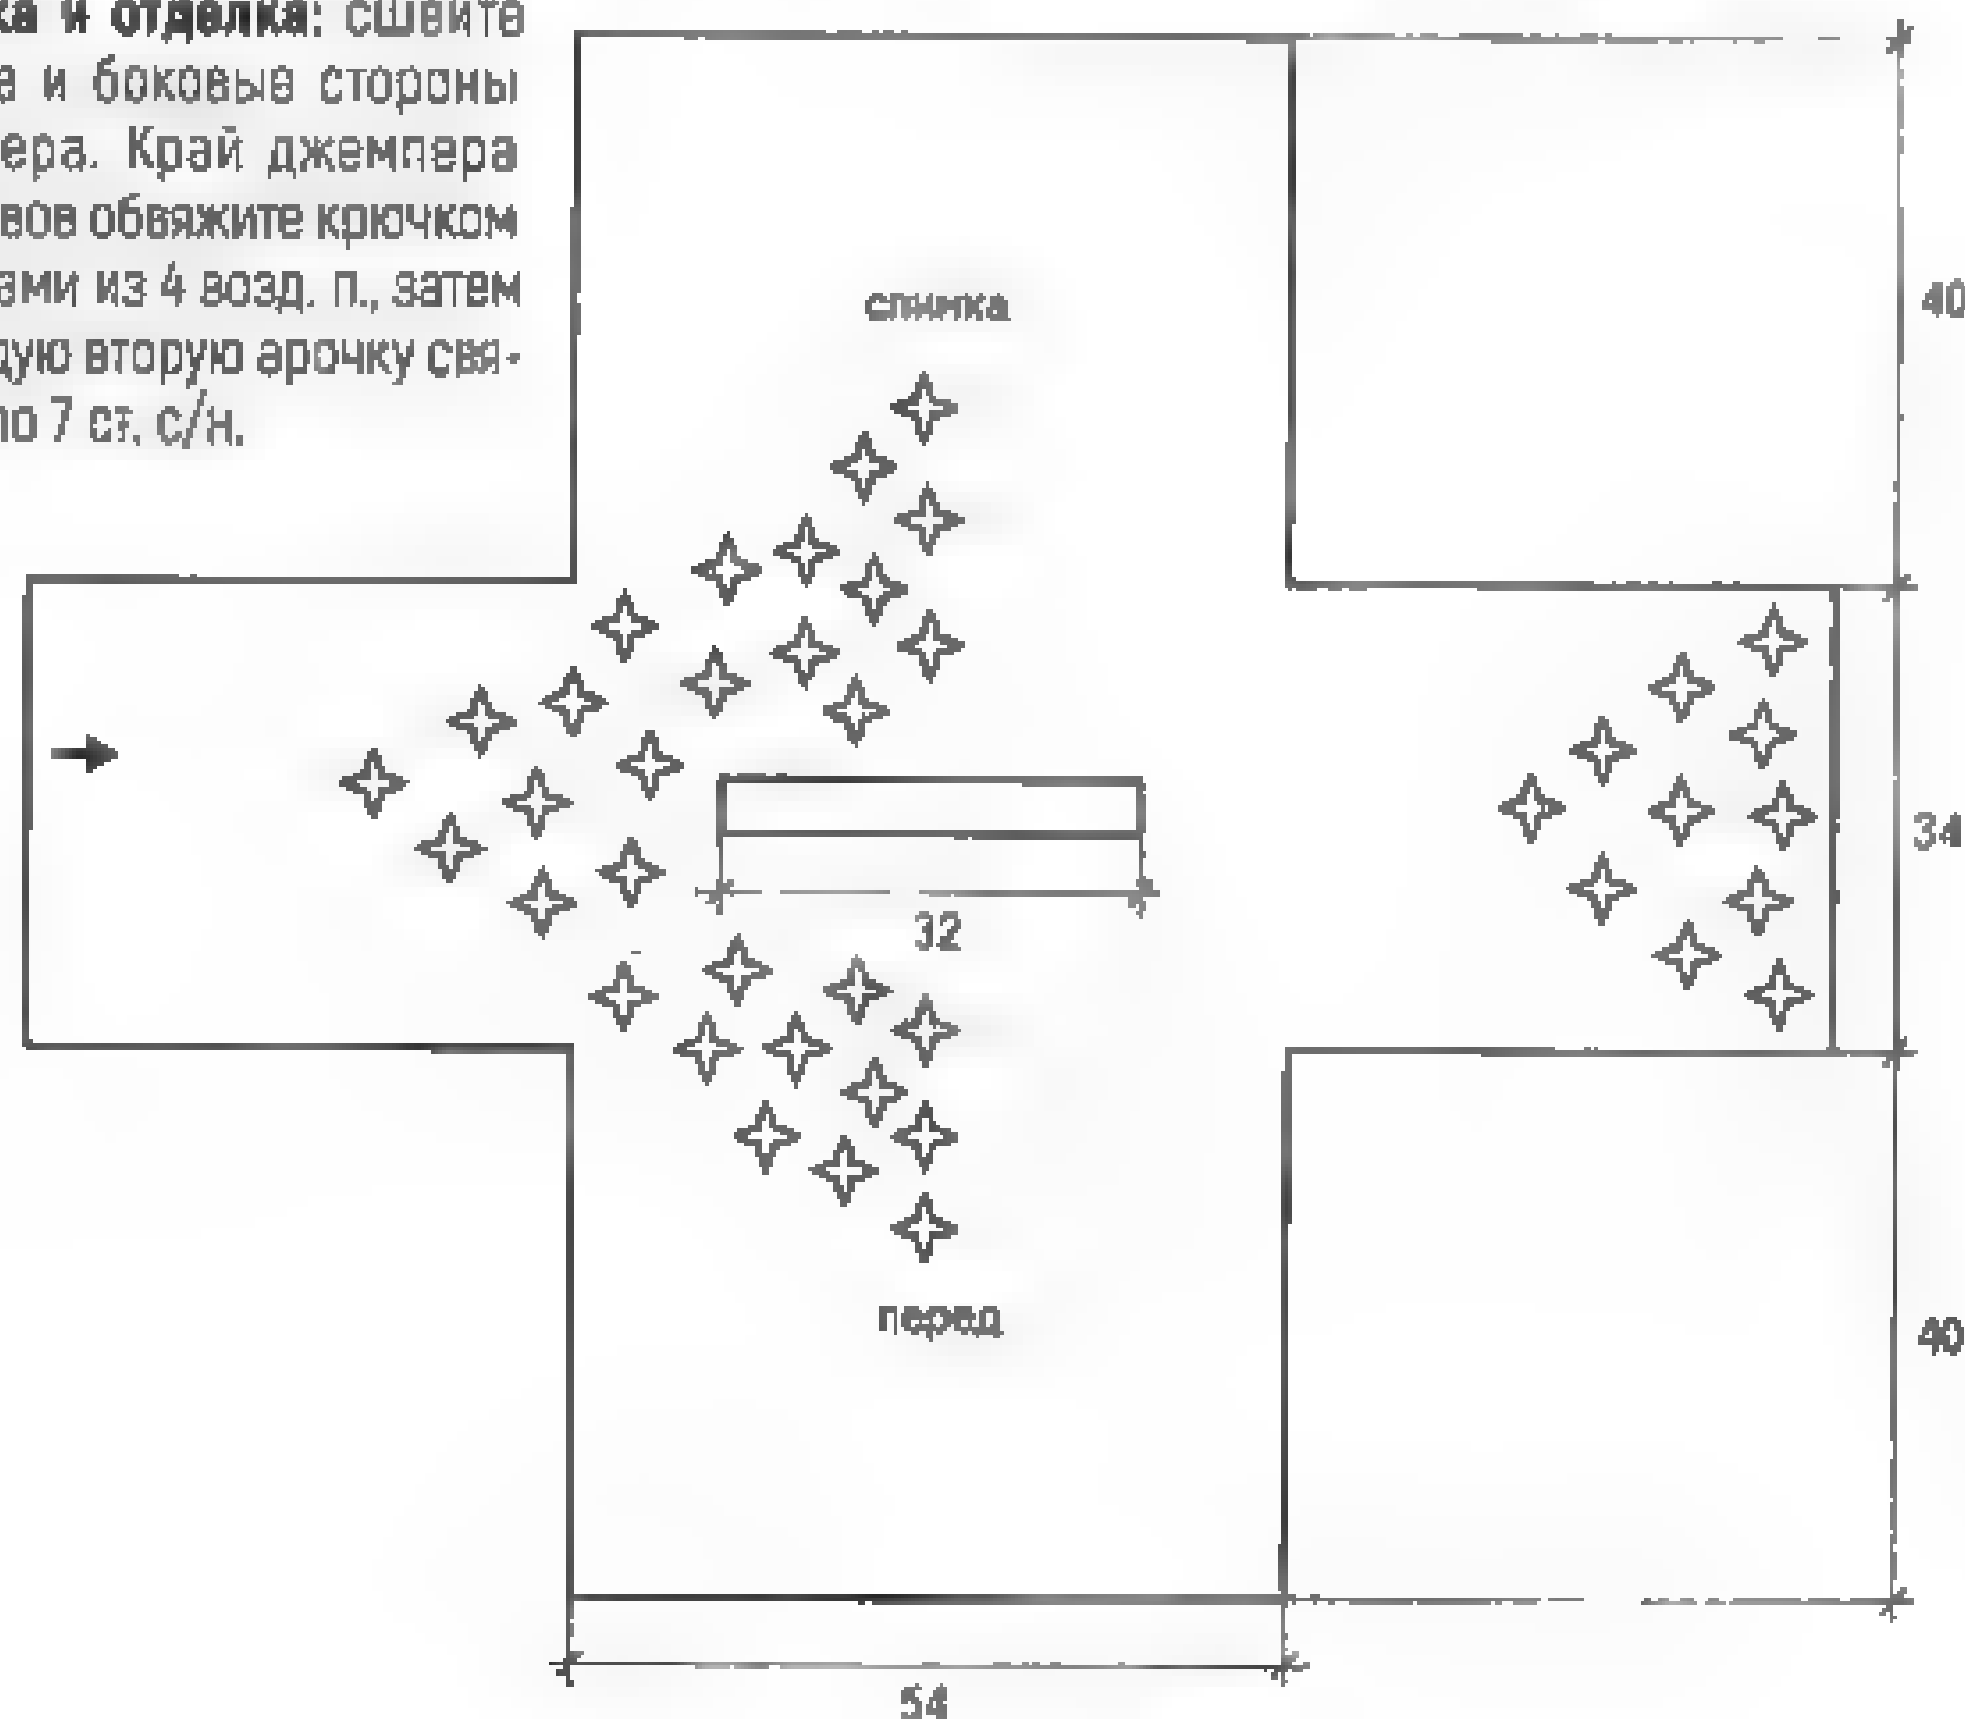 ка и отделка: сшейте
а и боковые стороны
ера. Край джемпера
вов обвяжите крючком
ами из 4 возд. п., затем
дую вторую арочку свя-
по 7 ст. с/н.
спинка
40
34
32
перед
40
54